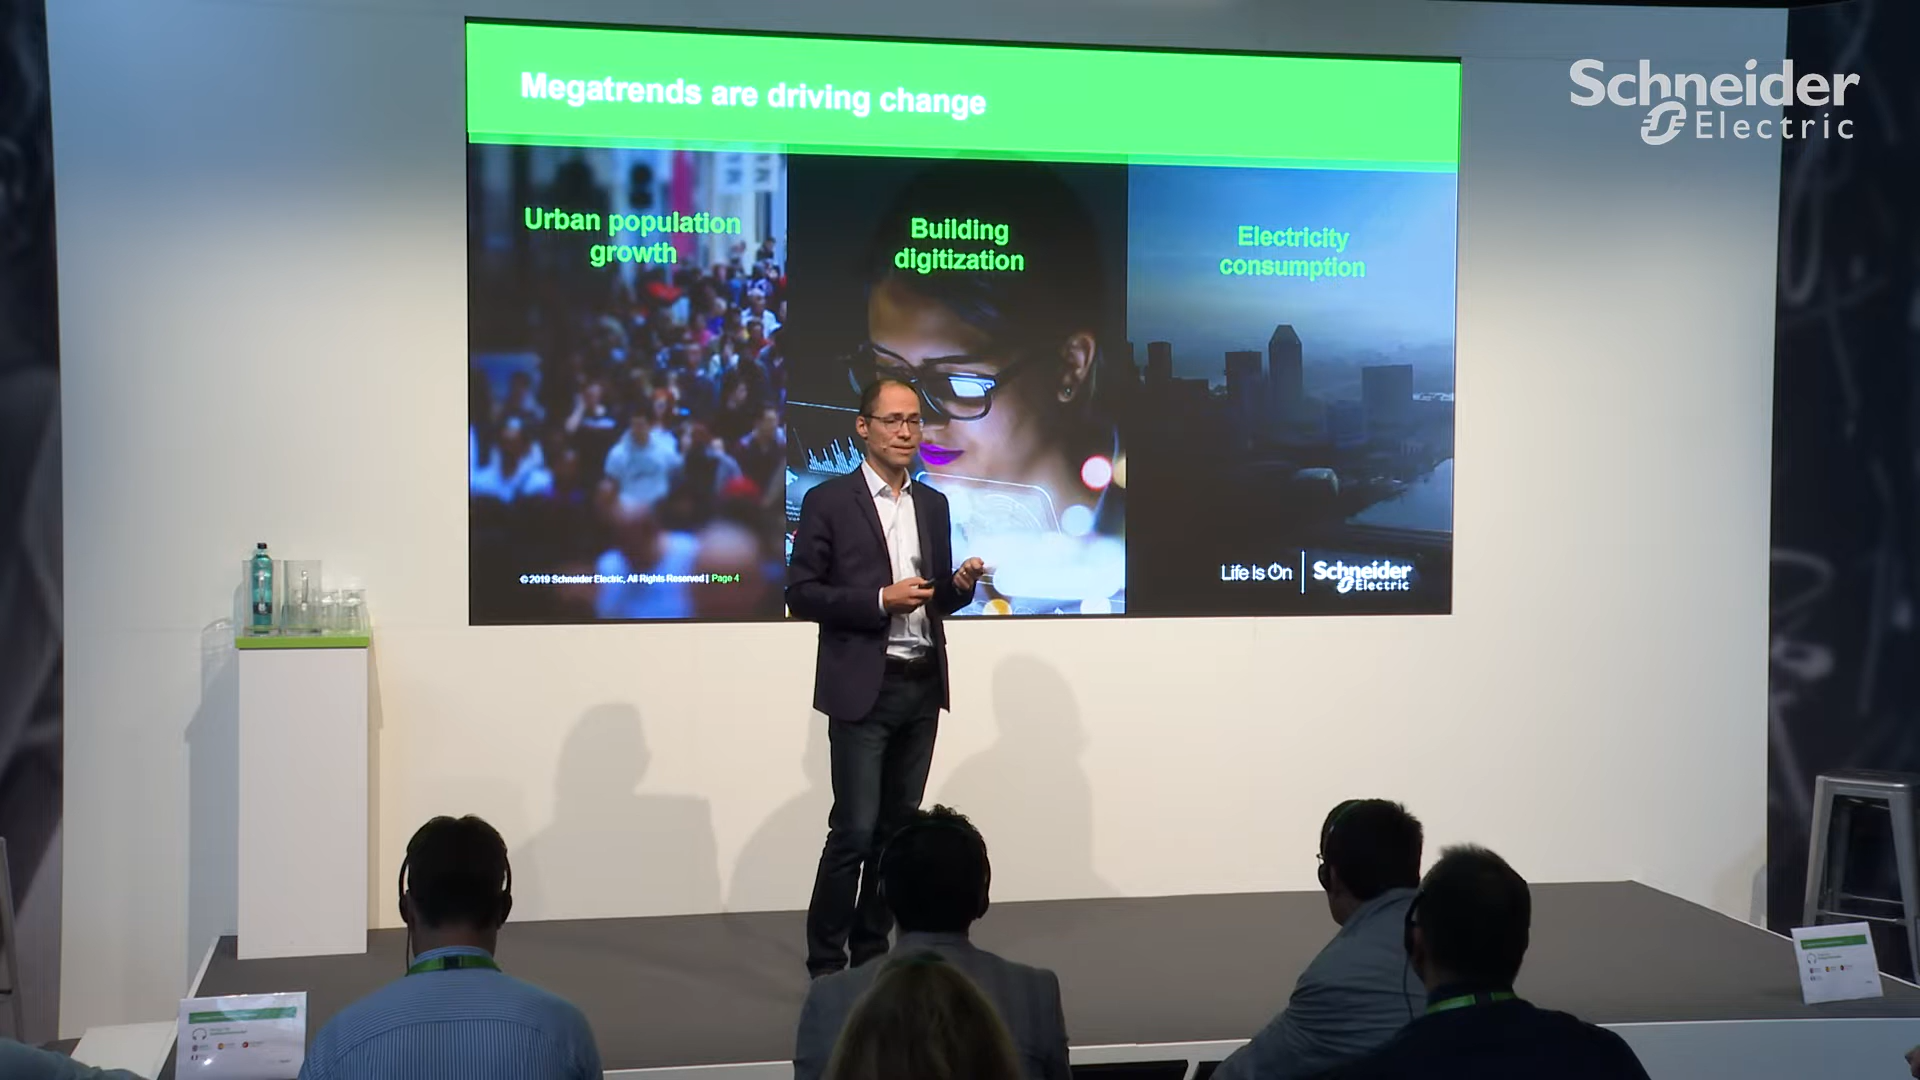 Megatrends are driving change
Schneider
Electric
Urban population
growth
Building
digitization
Electricity
consumption
© 2019 Schneider Electric, All Rights Reserved | Page 4
Life Is On
Schneider
Electric